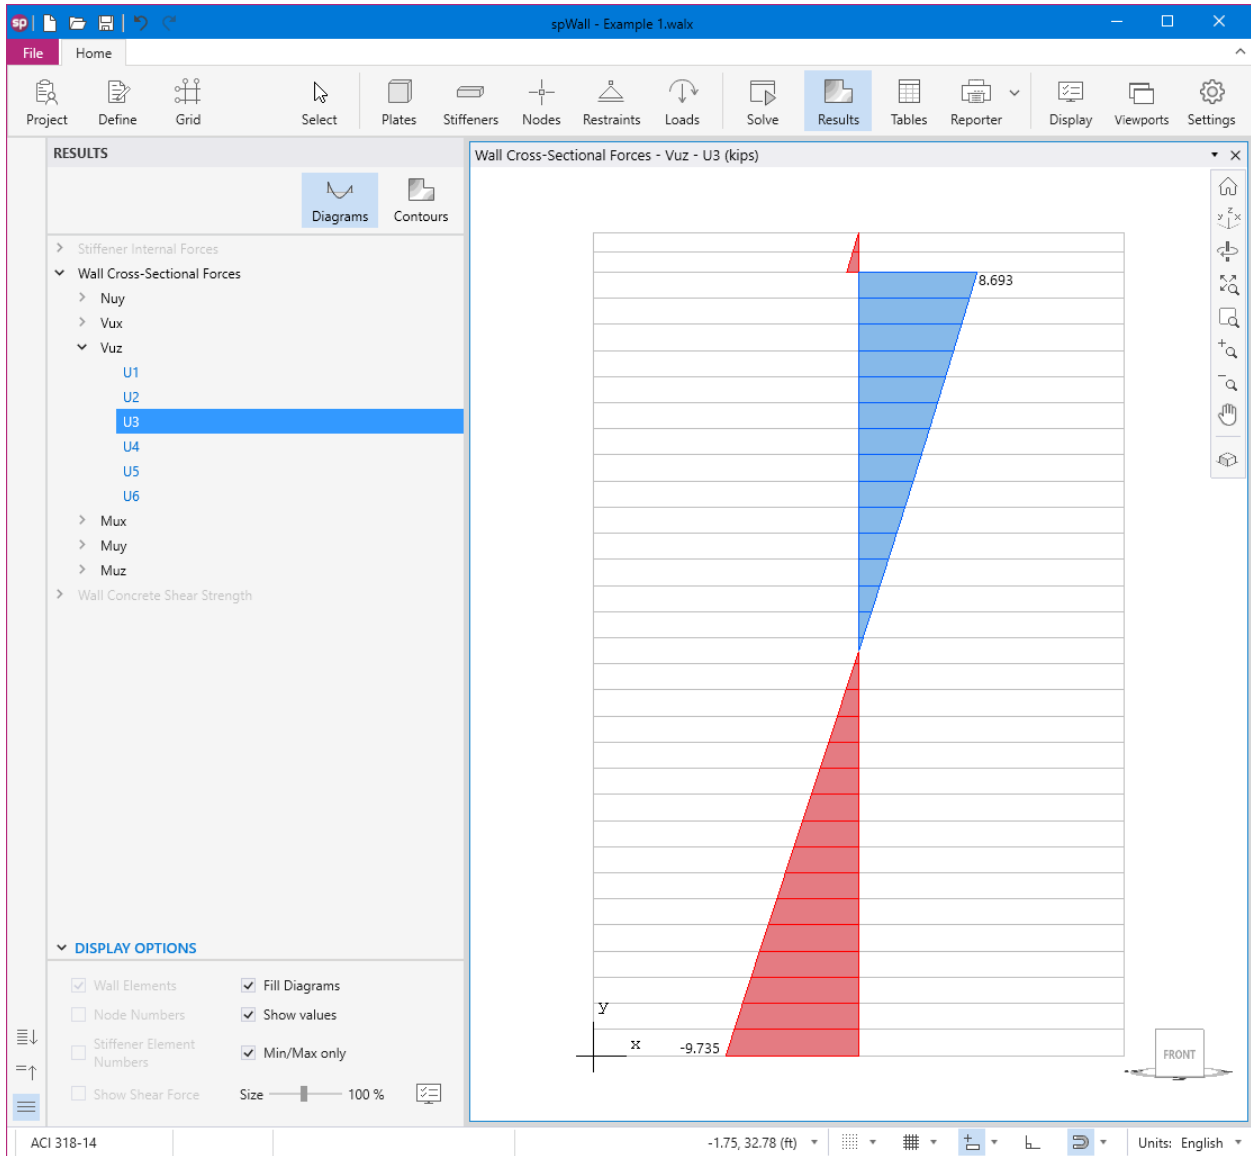 sp spWall - Example 1.walx
File Home
Project Define Grid Select Plates Stiffeners Nodes Restraints Loads Solve Results Tables Reporter Display Viewports Settings
RESULTS
Wall Cross-Sectional Forces - Vuz - U3 (kips)
Diagrams Contours
y z x
Stiffener Internal Forces
Wall Cross-Sectional Forces
Nuy
Vux
Vuz
U1
U2
U3
U4
U5
U6
Mux
Muy
Muz
Wall Concrete Shear Strength
8.693
-9.735
y
x
FRONT
DISPLAY OPTIONS
Wall Elements Fill Diagrams
Node Numbers Show values
Stiffener Element
Numbers
Min/Max only
Show Shear Force Size 100 %
ACI 318-14 -1.75, 32.78 (ft) Units: English